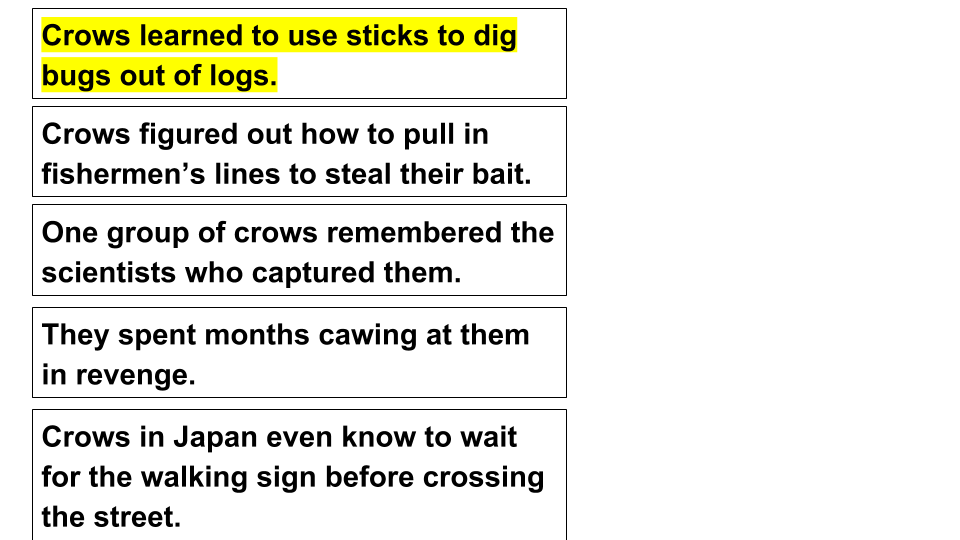 Crows learned to use sticks to dig
bugs out of logs.
Crows figured out how to pull in
fishermen’s lines to steal their bait.
One group of crows remembered the
scientists who captured them.
They spent months cawing at them
in revenge.
Crows in Japan even know to wait
for the walking sign before crossing
the street.